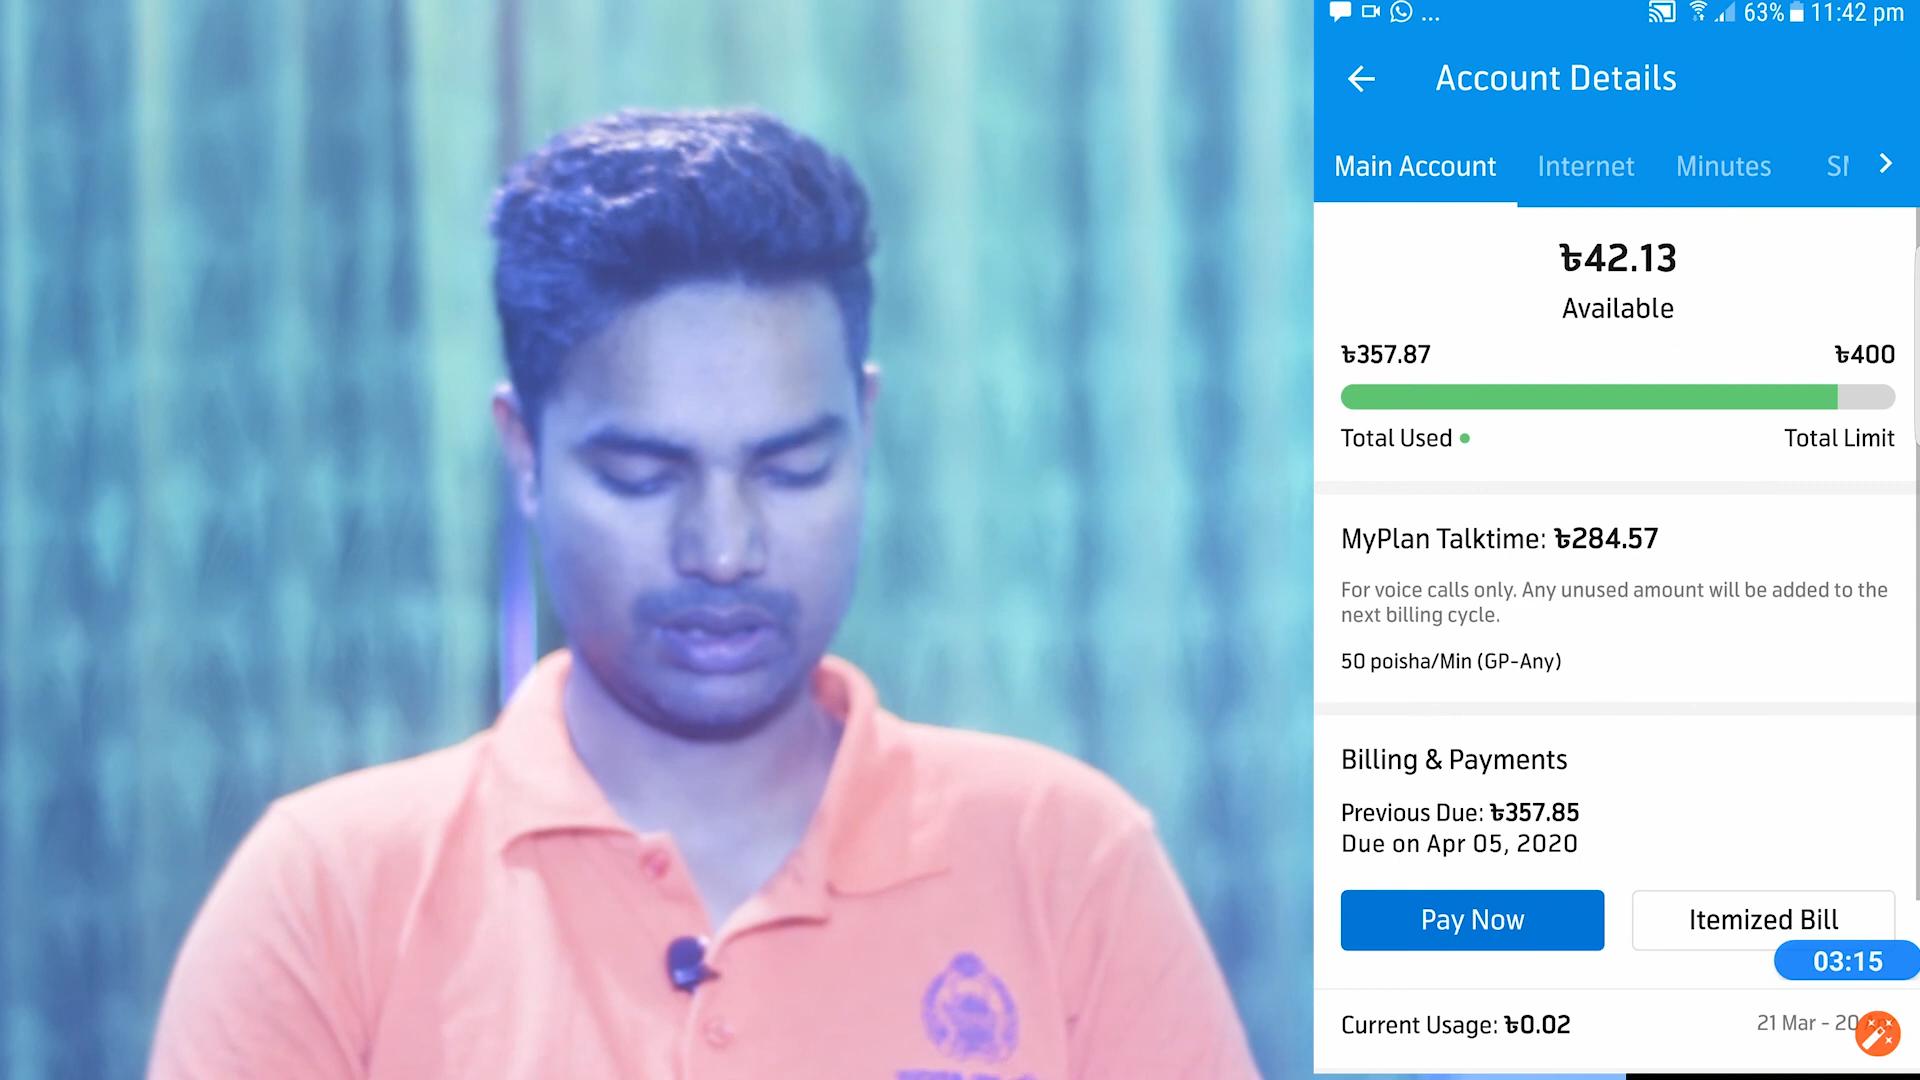 ... 63% 11:42 pm
Account Details
Main Account Internet Minutes
৳42.13
Available
৳357.87 ৳400
Total Used Total Limit
MyPlan Talktime: ৳284.57
For voice calls only. Any unused amount will be added to the
next billing cycle.
50 poisha/Min (GP-Any)
Billing & Payments
Previous Due: ৳357.85
Due on Apr 05, 2020
Pay Now Itemized Bill
03:15
Current Usage: ৳0.02 21 Mar - 20